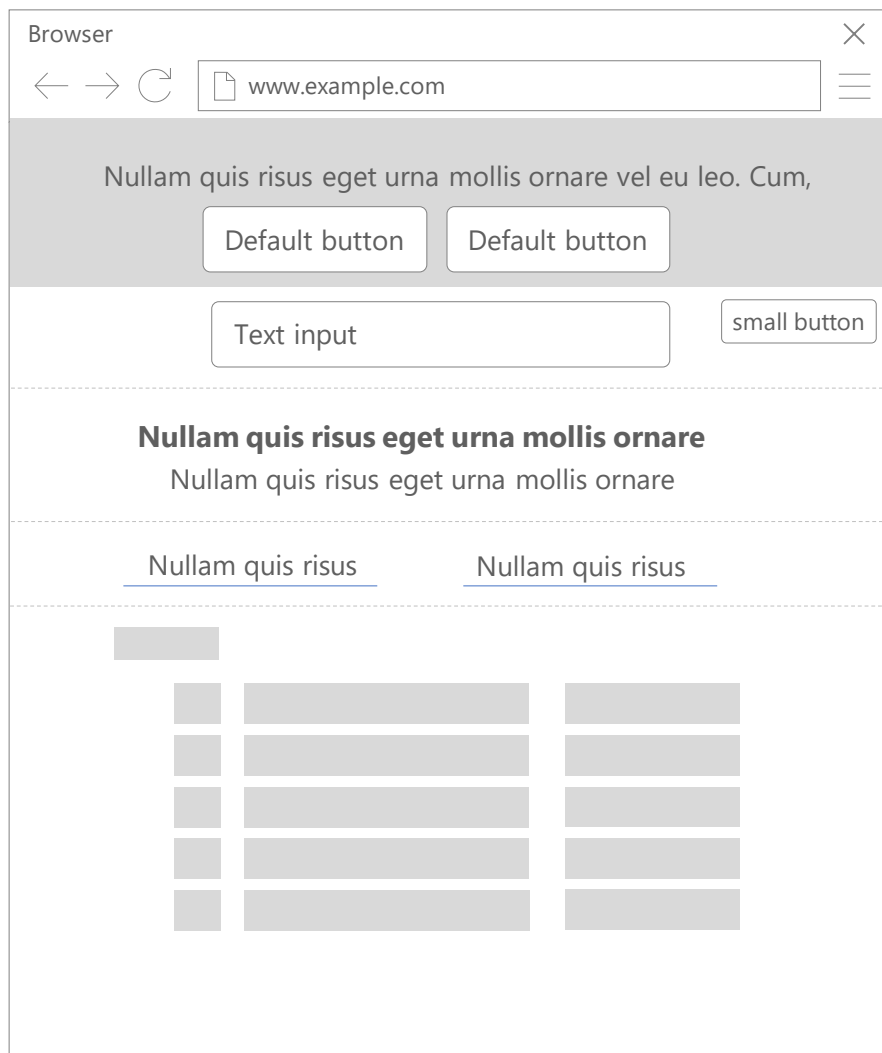 Browser
www.example.com
Nullam quis risus eget urna mollis ornare vel eu leo. Cum,
Default button Default button
Text input small button
Nullam quis risus eget urna mollis ornare
Nullam quis risus eget urna mollis ornare
Nullam quis risus Nullam quis risus